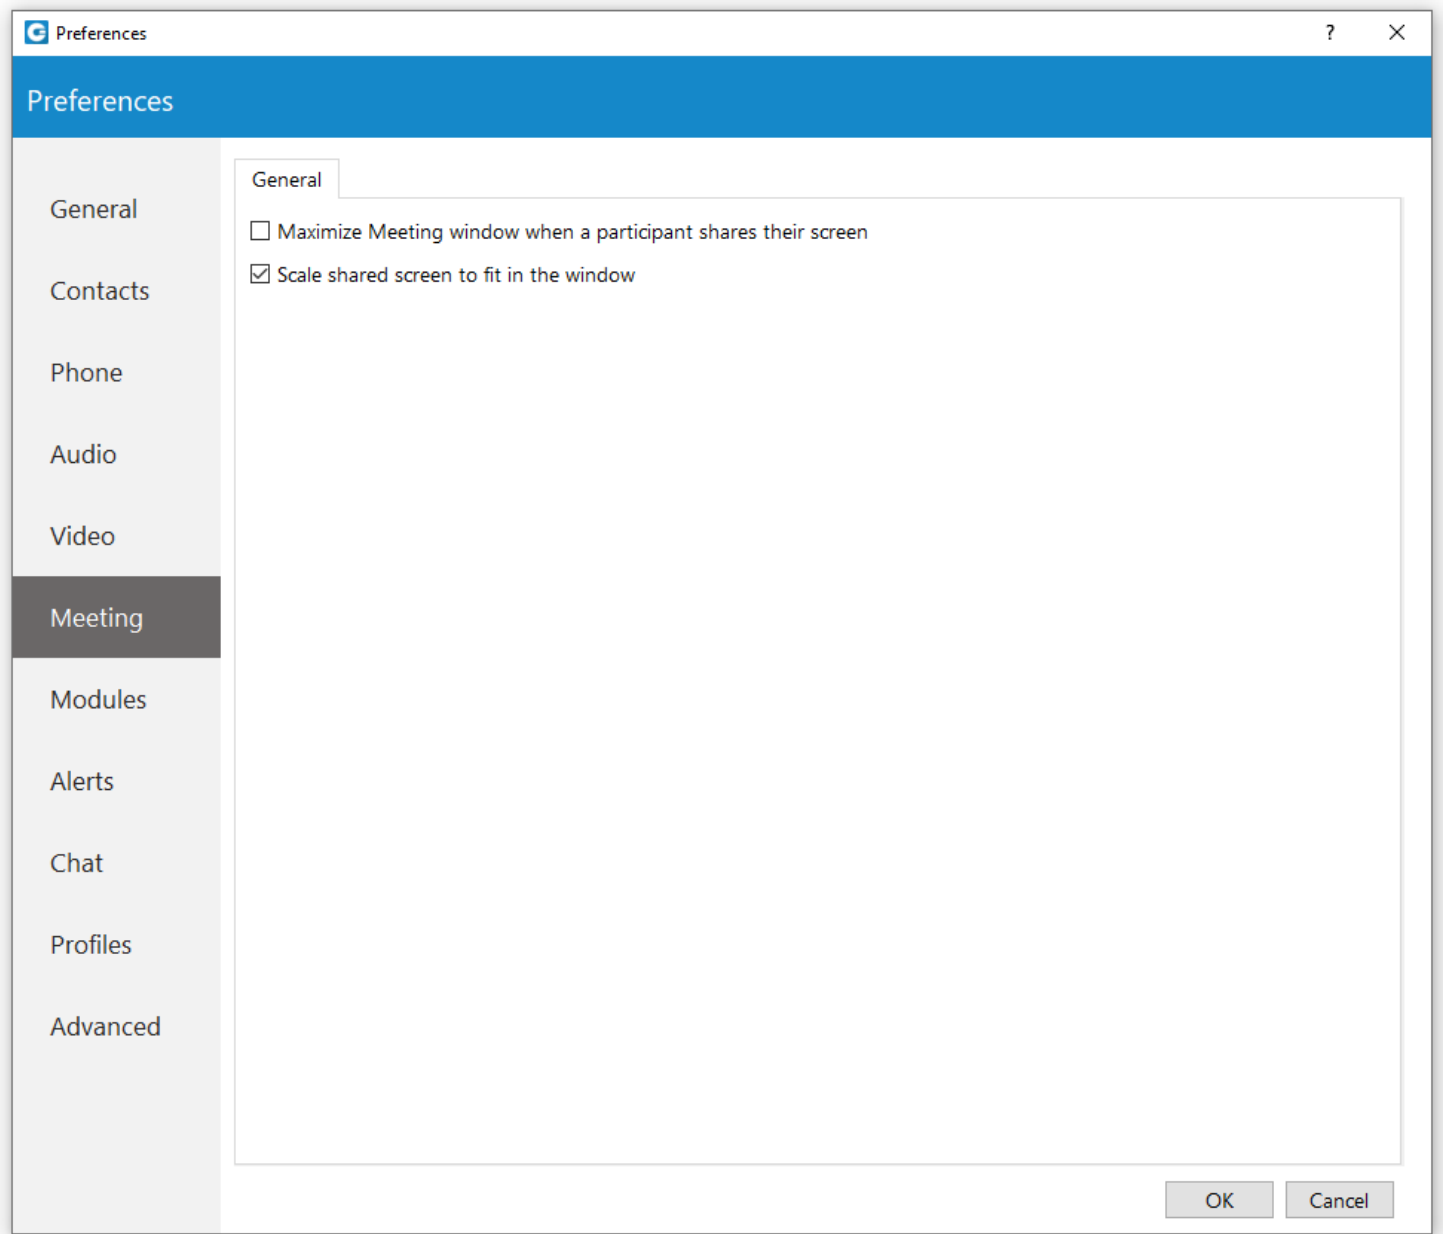 Preferences
?
Preferences
General
Contacts
Phone
Audio
Video
Meeting
Modules
Alerts
Chat
Profiles
Advanced
General
Maximize Meeting window when a participant shares their screen
Scale shared screen to fit in the window
OK
Cancel